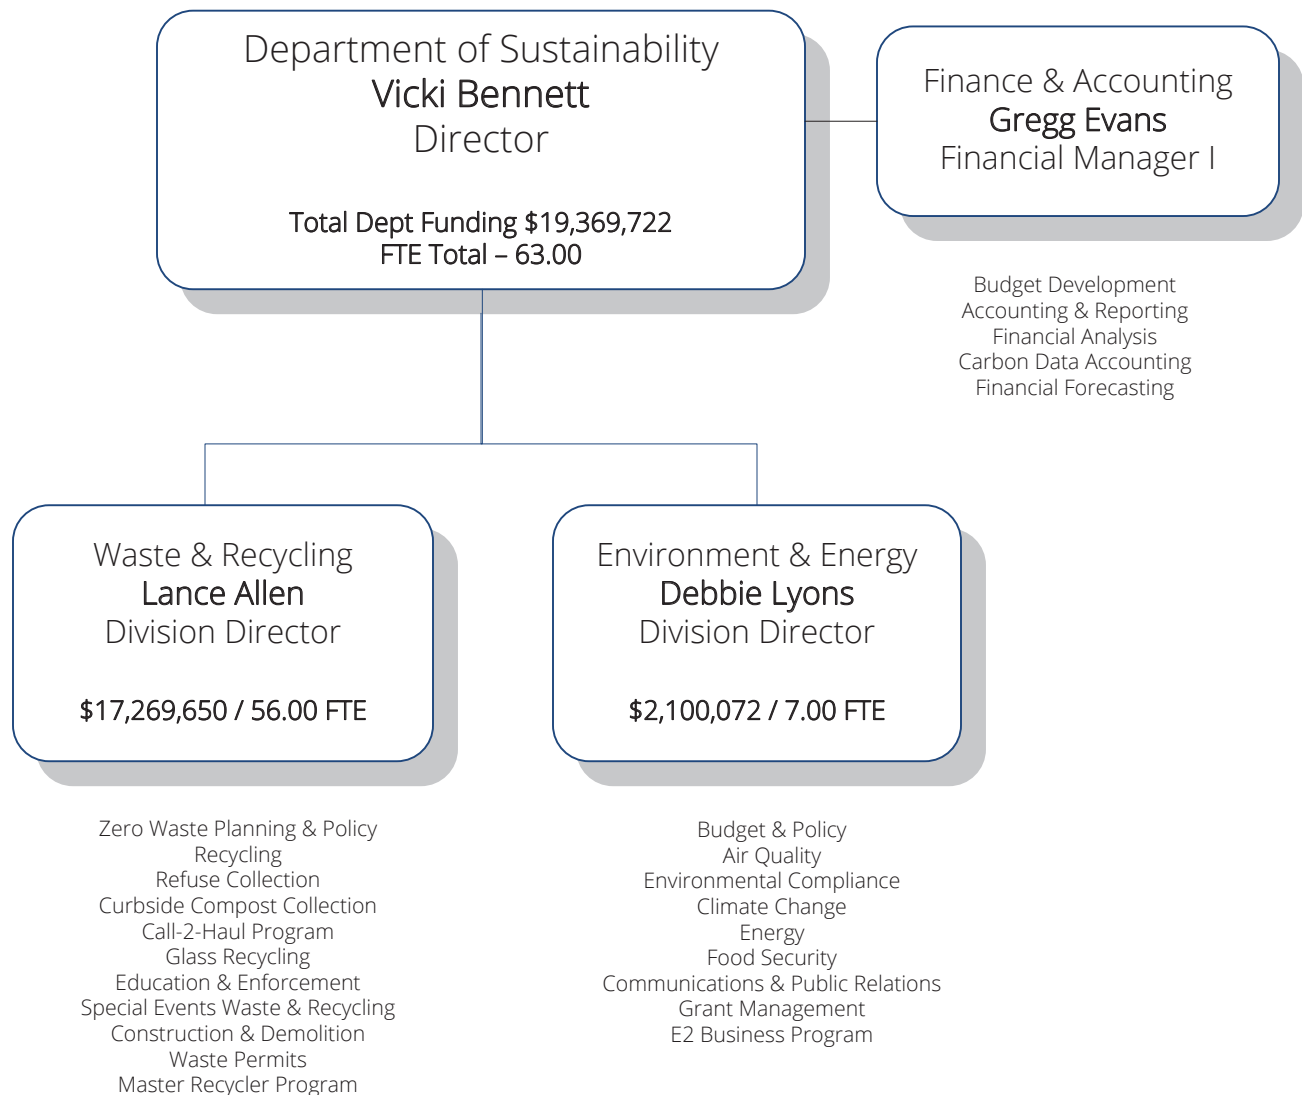 Department of Sustainability
Vicki Bennett
Director
Total Dept Funding $19,369,722
FTE Total – 63.00
Finance & Accounting
Gregg Evans
Financial Manager I
Budget Development
Accounting & Reporting
Financial Analysis
Carbon Data Accounting
Financial Forecasting
Waste & Recycling
Lance Allen
Division Director
$17,269,650 / 56.00 FTE
Zero Waste Planning & Policy
Recycling
Refuse Collection
Curbside Compost Collection
Call-2-Haul Program
Glass Recycling
Education & Enforcement
Special Events Waste & Recycling
Construction & Demolition
Waste Permits
Master Recycler Program
Environment & Energy
Debbie Lyons
Division Director
$2,100,072 / 7.00 FTE
Budget & Policy
Air Quality
Environmental Compliance
Climate Change
Energy
Food Security
Communications & Public Relations
Grant Management
E2 Business Program